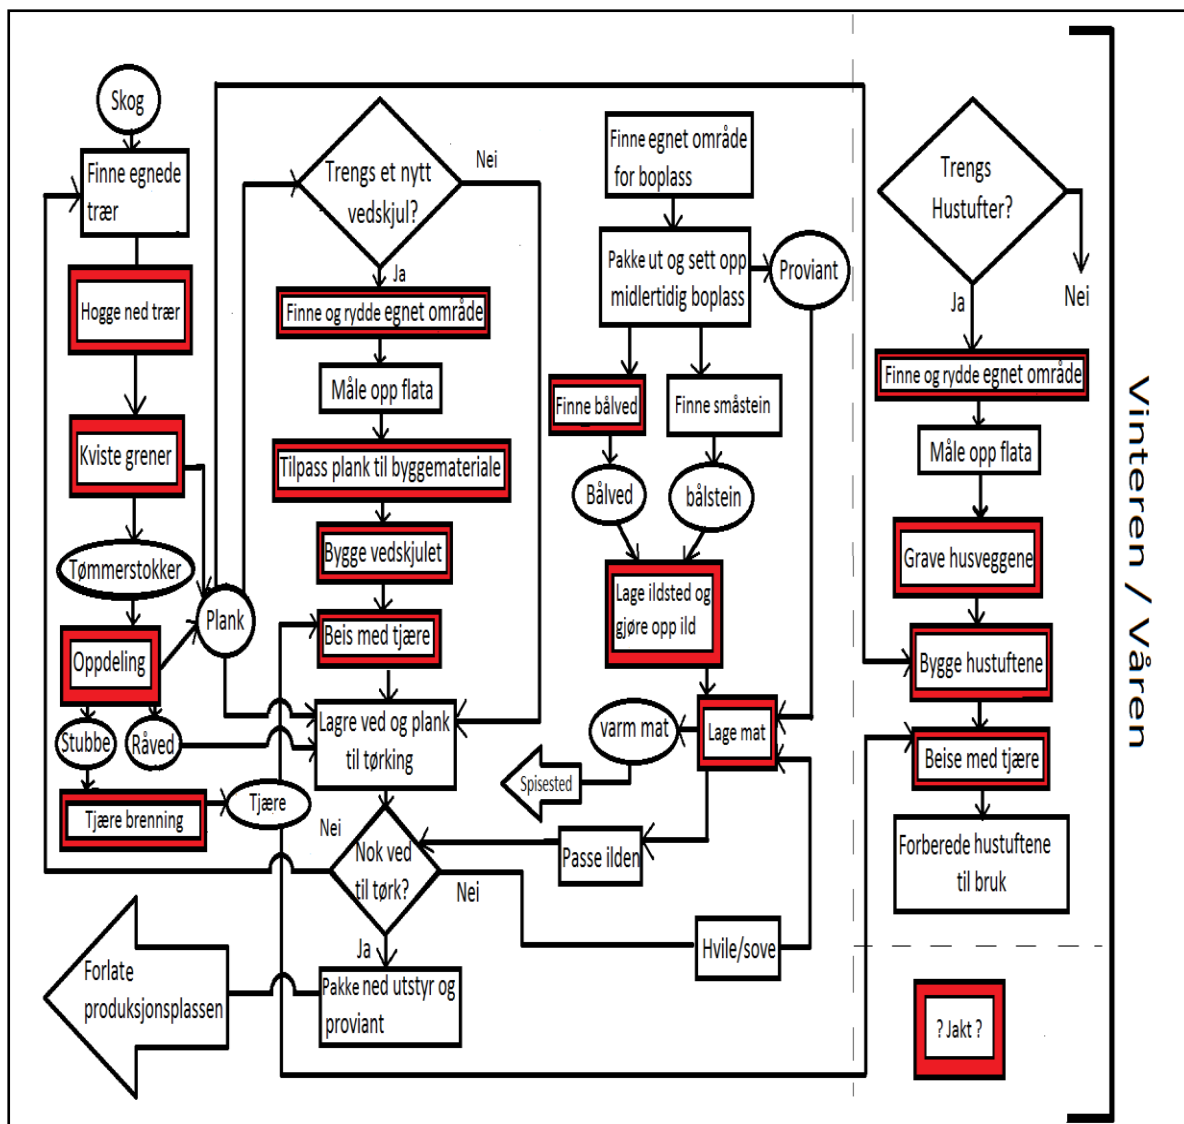 Skog
Finne egnede
trær
Hogge ned trær
Kviste grener
Tømmerstokker
Plank
Oppdeling
Stubbe
Råved
Tjære brenning
Tjære
Trengs et nytt
vedskjul?
Nei
Ja
Finne og rydde egnet område
Måle opp flata
Tilpass plank til byggemateriale
Bygge vedskjulet
Beis med tjære
Lagre ved og plank
til tørking
Nei
Nok ved
til tørk?
Nei
Ja
Pakke ned utstyr og
proviant
Forlate
produksjonsplassen
Finne egnet område
for boplass
Pakke ut og sett opp
midlertidig boplass
Proviant
Finne bålved
Finne småstein
Bålved
bålstein
Lage ildsted og
gjøre opp ild
varm mat
Lage mat
Spisested
Passe ilden
Hvile/sove
Trengs
Hustufter?
Nei
Ja
Finne og rydde egnet område
Måle opp flata
Grave husveggene
Bygge hustuftene
Beise med tjære
Forberede hustuftene
til bruk
? Jakt ?
Vinteren / Våren